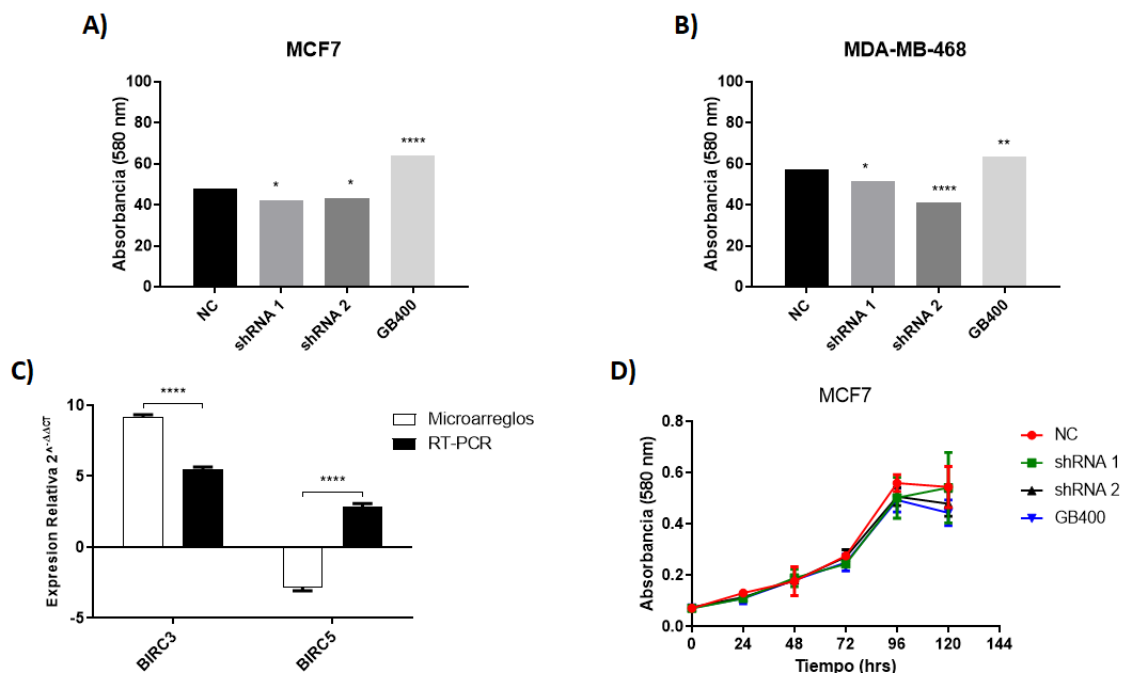 A)
MCF7
Absorbancia (580 nm)
100
80
60
40
20
0
*
*
****
NC
shRNA 1
shRNA 2
GB400
B)
MDA-MB-468
Absorbancia (580 nm)
100
80
60
40
20
0
*
****
**
NC
shRNA 1
shRNA 2
GB400
C)
Expresion Relativa 2^-ΔΔCT
10
5
0
-5
****
****
Microarreglos
RT-PCR
BIRC3
BIRC5
D)
MCF7
Absorbancia (580 nm)
0.8
0.6
0.4
0.2
0.0
0 24 48 72 96 120 144
Tiempo (hrs)
NC
shRNA 1
shRNA 2
GB400